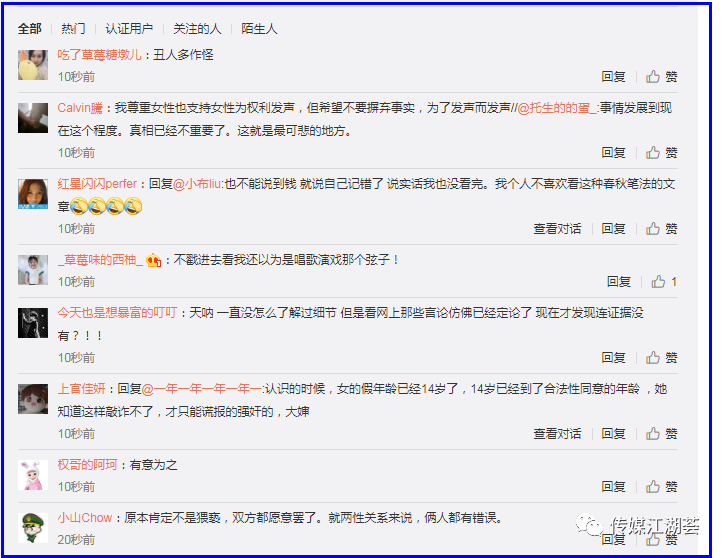 全部 热门 认证用户 关注的人 陌生人
吃了草莓糖墩儿：丑人多作怪
10秒前 回复 赞
Calvin騰：我尊重女性也支持女性为权利发声，但希望不要摒弃事实，为了发声而发声//@托生的的蛋_:事情发展到现
在这个程度。真相已经不重要了。这就是最可悲的地方。
10秒前 回复 赞
红星闪闪perfer：回复@小布liu:也不能说到钱 就说自己记错了 说实话我也没看完。我个人不喜欢看这种春秋笔法的文
章
10秒前 查看对话 回复 赞
_草莓味的西柚_：不戳进去看我还以为是唱歌演戏那个弦子！
10秒前 回复 1
今天也是想暴富的叮叮：天呐 一直没怎么了解过细节 但是看网上那些言论仿佛已经定论了 现在才发现连证据没
有？！！
10秒前 回复 赞
上官佳妍：回复@一年一年一年一年一:认识的时候，女的假年龄已经14岁了，14岁已经到了合法性同意的年龄 ，她
知道这样敲诈不了，才只能谎报的强奸的，大婶
10秒前 查看对话 回复 赞
权哥的阿珂：有意为之
10秒前 回复 赞
小山Chow：原本肯定不是猥亵，双方都愿意罢了。就两性关系来说，俩人都有错误。
20秒前 回复 赞
传媒江湖荟